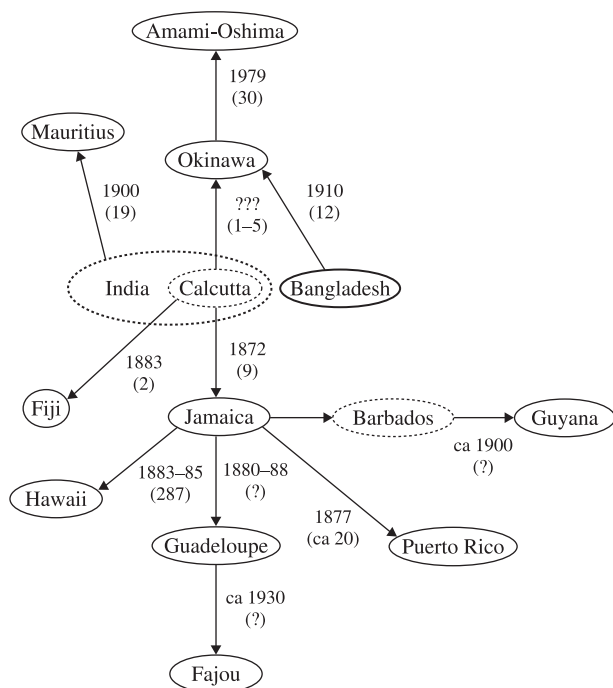 Amami-Oshima
1979
(30)
Mauritius
Okinawa
1900
(19)
???
(1–5)
1910
(12)
India
Calcutta
Bangladesh
1883
(2)
1872
(9)
Fiji
Jamaica
Barbados
Guyana
ca 1900
(?)
1883–85
(287)
1880–88
(?)
Hawaii
1877
(ca 20)
Guadeloupe
Puerto Rico
ca 1930
(?)
Fajou